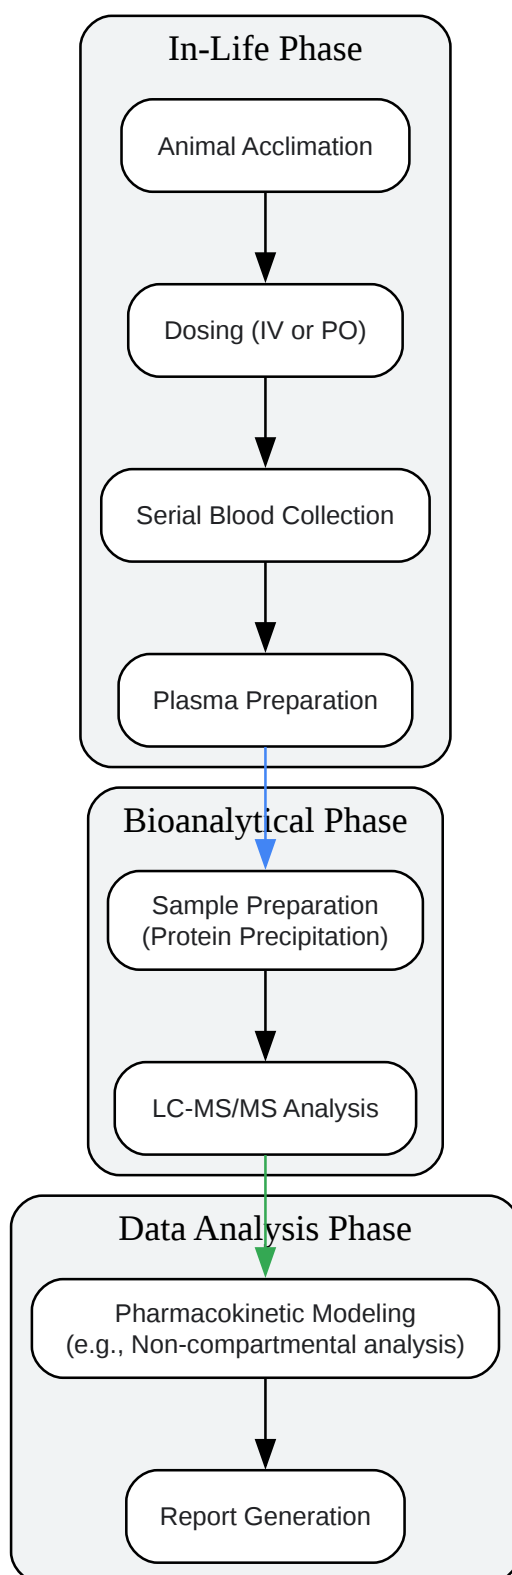 In-Life Phase
Animal Acclimation
Dosing (IV or PO)
Serial Blood Collection
Plasma Preparation
Bioanalytical Phase
Sample Preparation
(Protein Precipitation)
LC-MS/MS Analysis
Data Analysis Phase
Pharmacokinetic Modeling
(e.g., Non-compartmental analysis)
Report Generation